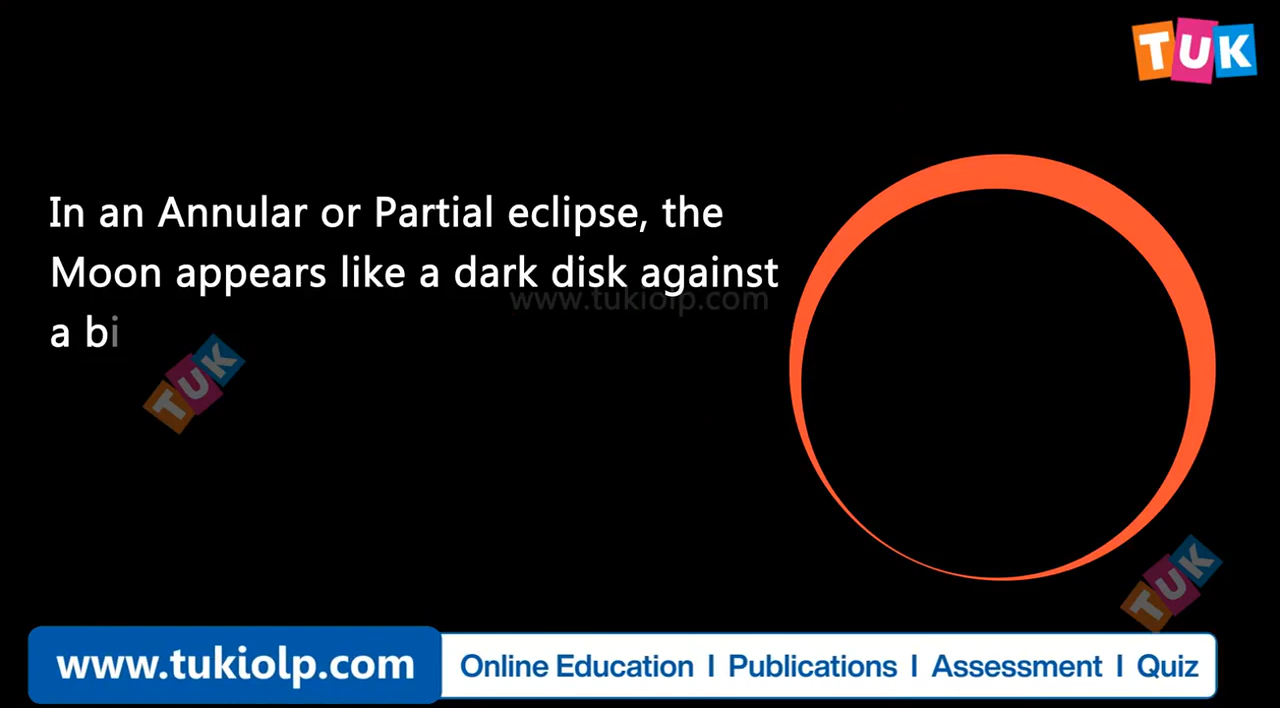 TUK
In an Annular or Partial eclipse, the
Moon appears like a dark disk against
www.tukiolp.com
a bi
TUK
TUK
www.tukiolp.com
Online Education | Publications | Assessment | Quiz